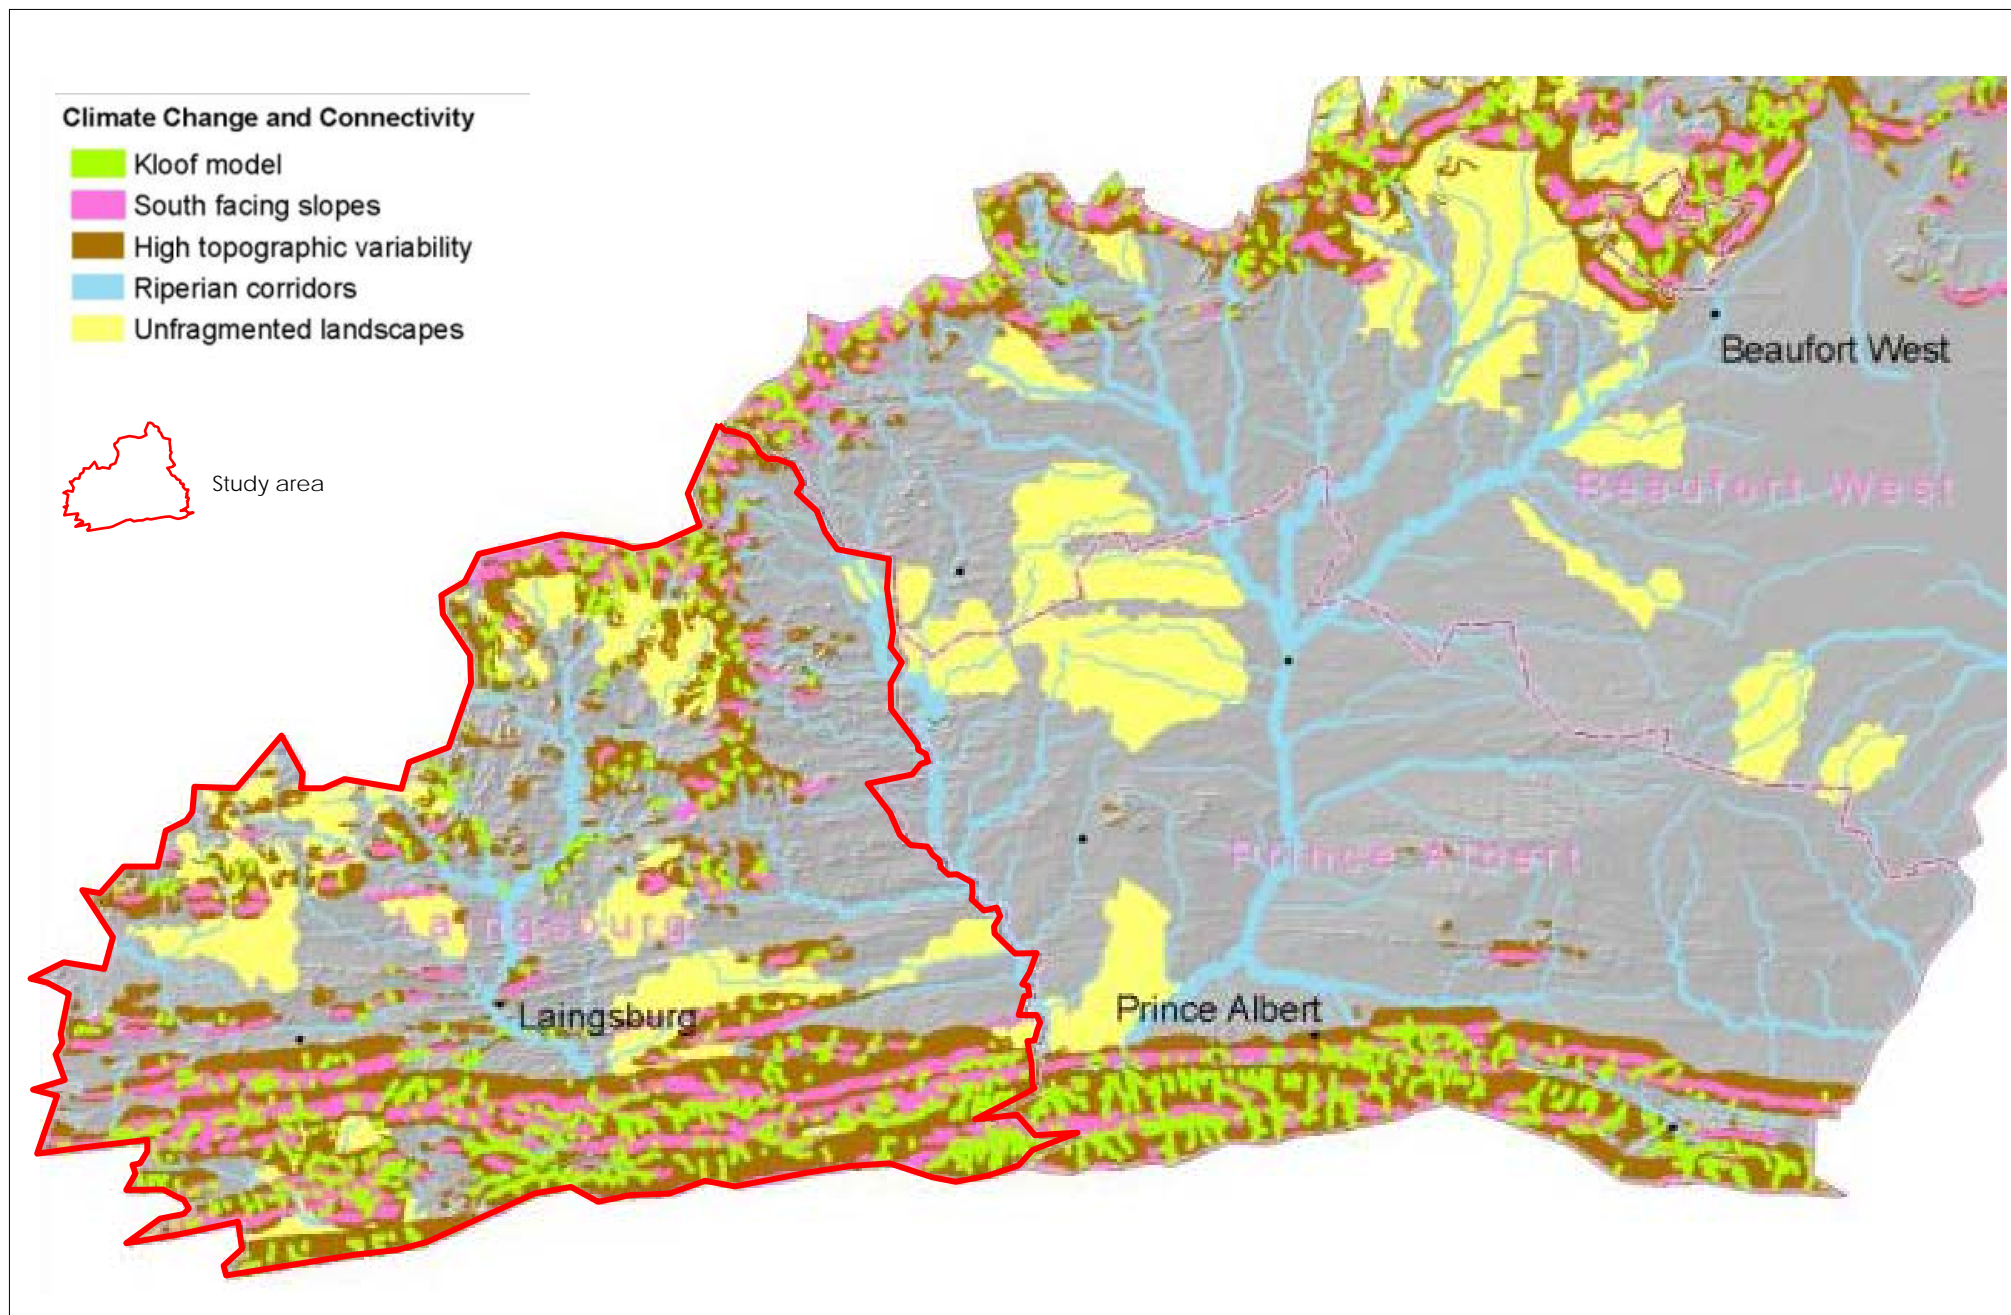 Climate Change and Connectivity
Kloof model
South facing slopes
High topographic variability
Riperian corridors
Unfragmented landscapes
Study area
Beaufort West
Beaufort West
Prince Albert
Laingsburg
Prince Albert
Laingsburg